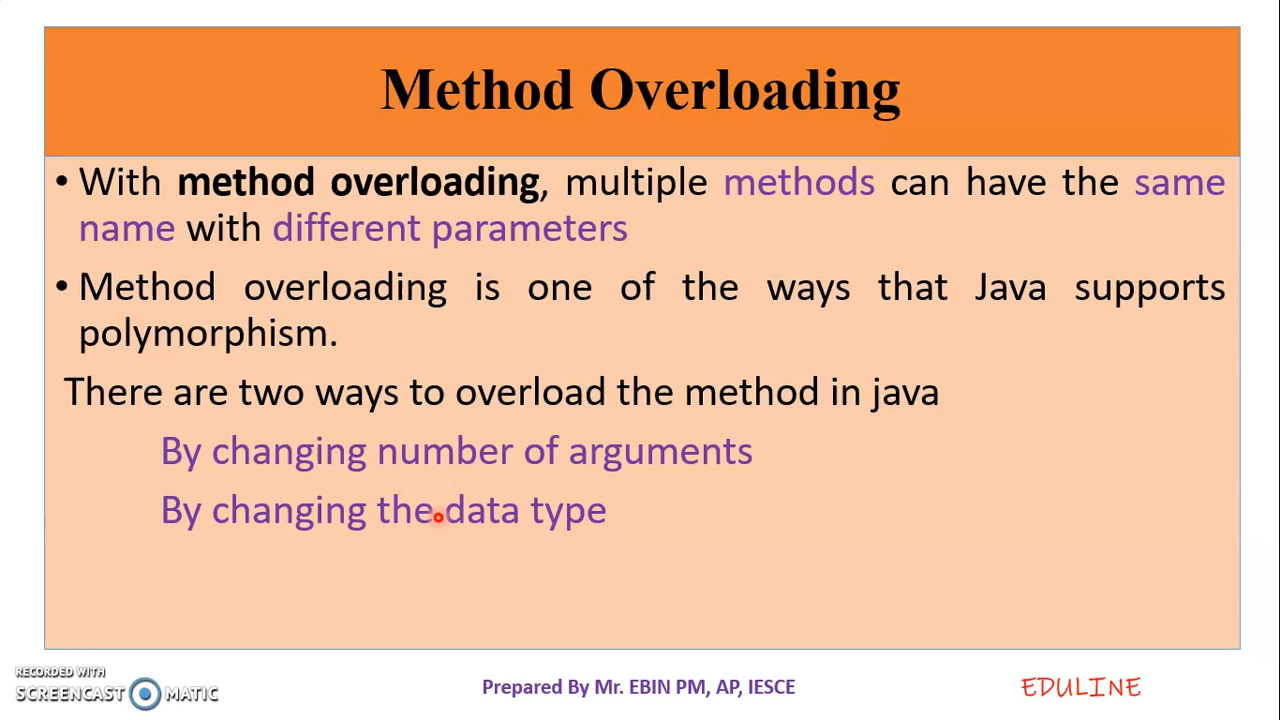 Method Overloading
• With method overloading, multiple methods can have the same
name with different parameters
• Method overloading is one of the ways that Java supports
polymorphism.
There are two ways to overload the method in java
By changing number of arguments
By changing the data type
RECORDED WITH
SCREENCAST MATIC
Prepared By Mr. EBIN PM, AP, IESCE
EDULINE